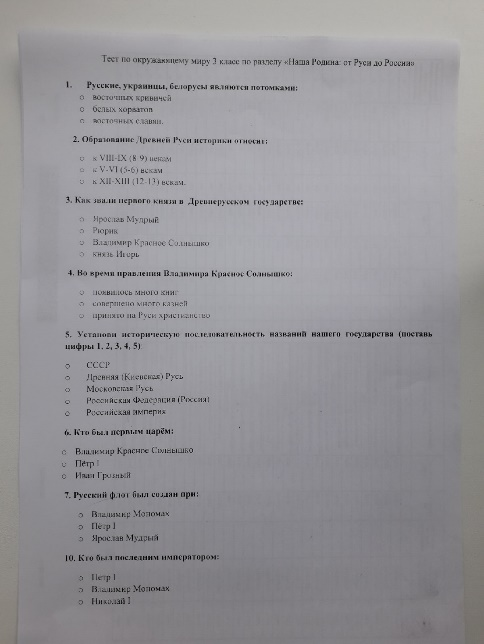 Тест по окружающему миру 3 класс по разделу «Наша Родина: от Руси до России»
1. Русские, украинцы, белорусы являются потомками:
o восточных кривичей
o белых хорватов
o восточных славян.
2. Образование Древней Руси историки относят:
o к VIII-IX (8-9) векам
o к V-VI (5-6) векам
o к XII-XIII (12-13) векам.
3. Как звали первого князя в Древнерусском государстве:
o Ярослав Мудрый
o Рюрик
o Владимир Красное Солнышко
o князь Игорь
4. Во время правления Владимира Красное Солнышко:
o появилось много книг
o совершено много казней
o принято на Руси христианство
5. Установи историческую последовательность названий нашего государства (поставь
цифры 1, 2, 3, 4, 5)
o СССР
o Древняя (Киевская) Русь
o Московская Русь
o Российская Федерация (Россия)
o Российская империя
6. Кто был первым царём:
o Владимир Красное Солнышко
o Пётр I
o Иван Грозный
7. Русский флот был создан при:
o Владимир Мономах
o Петр I
o Ярослав Мудрый
10. Кто был последним императором:
o Петр I
o Владимир Мономах
o Николай I